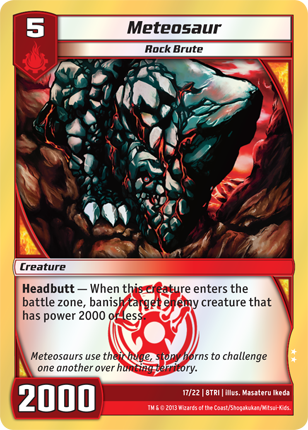 5
Meteosaur
Rock Brute
Creature
Headbutt — When this creature enters the
battle zone, banish target enemy creature that
has power 2000 or less.
Meteosaurs use their huge, stony horns to challenge
one another over hunting territory.
2000
17/22 | 8TRI | illus. Masateru Ikeda
TM & © 2013 Wizards of the Coast/Shogakukan/Mitsui-Kids.